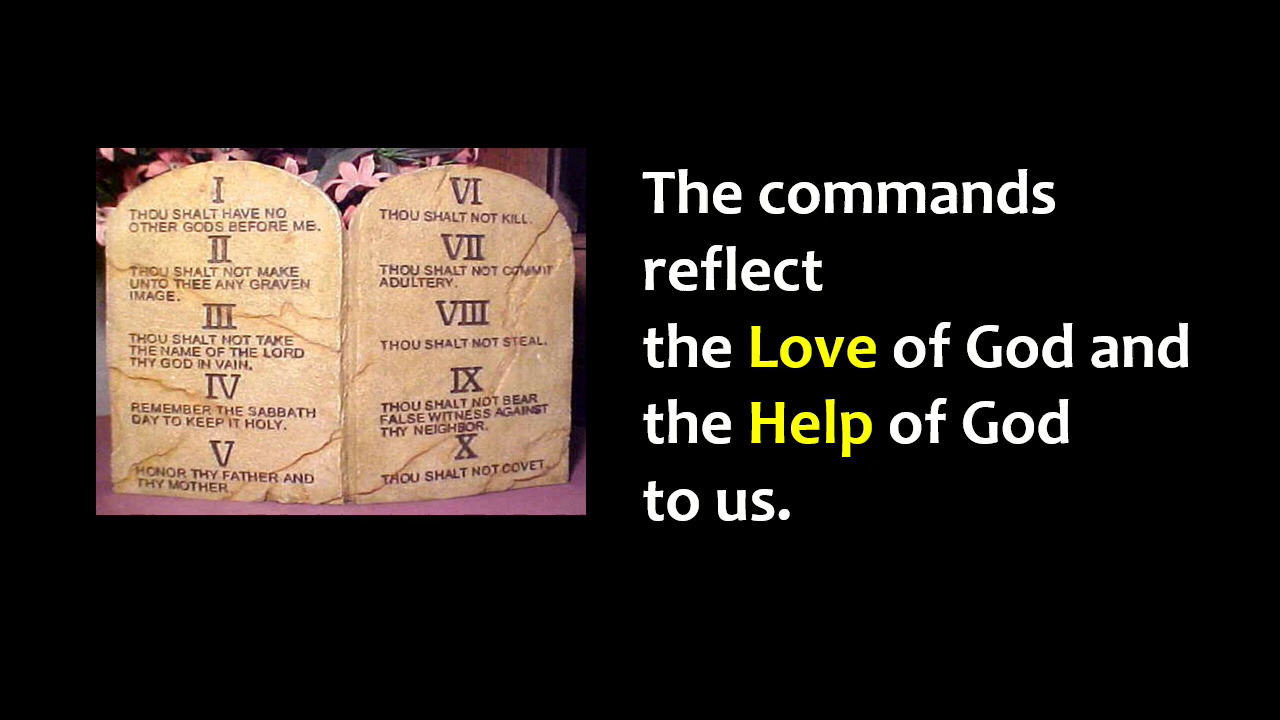 I
THOU SHALT HAVE NO
OTHER GODS BEFORE ME.
II
THOU SHALT NOT MAKE
UNTO THEE ANY GRAVEN
IMAGE.
III
THOU SHALT NOT TAKE
THE NAME OF THE LORD
THY GOD IN VAIN.
IV
REMEMBER THE SABBATH
DAY TO KEEP IT HOLY.
V
HONOR THY FATHER AND
THY MOTHER
VI
THOU SHALT NOT KILL.
VII
THOU SHALT NOT COMMIT
ADULTERY.
VIII
THOU SHALT NOT STEAL.
IX
THOU SHALT NOT BEAR
FALSE WITNESS AGAINST
THY NEIGHBOR.
X
THOU SHALT NOT COVET.
The commands
reflect
the Love of God and
the Help of God
to us.